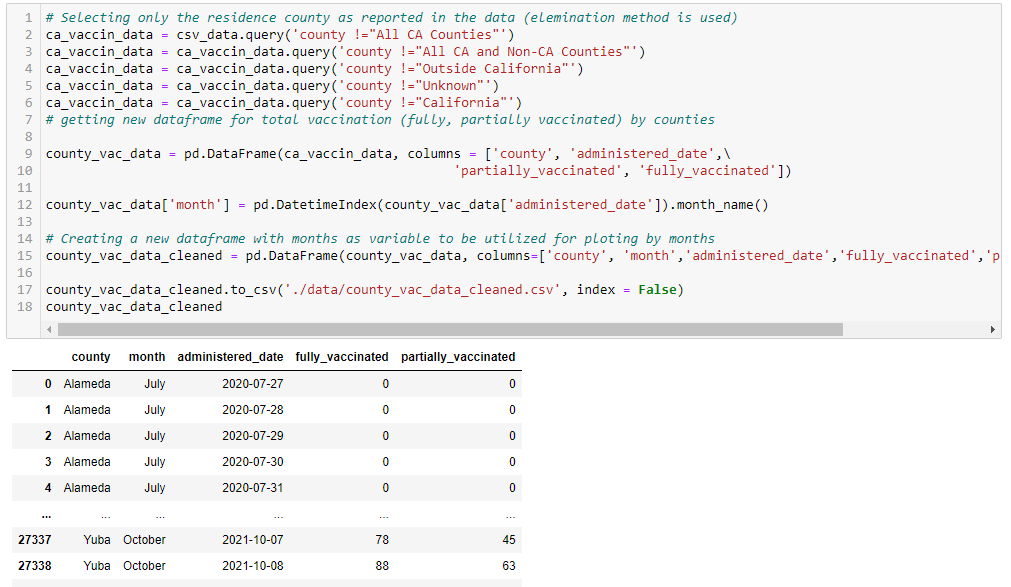 1 # Selecting only the residence county as reported in the data (elemination method is used)
2 ca_vaccin_data = csv_data.query('county !="All CA Counties"')
3 ca_vaccin_data = ca_vaccin_data.query('county !="All CA and Non-CA Counties"')
4 ca_vaccin_data = ca_vaccin_data.query('county !="Outside California"')
5 ca_vaccin_data = ca_vaccin_data.query('county !="Unknown"')
6 ca_vaccin_data = ca_vaccin_data.query('county !="California"')
7 # getting new dataframe for total vaccination (fully, partially vaccinated) by counties
8
9 county_vac_data = pd.DataFrame(ca_vaccin_data, columns = ['county', 'administered_date',\
10 'partially_vaccinated', 'fully_vaccinated'])
11
12 county_vac_data['month'] = pd.DatetimeIndex(county_vac_data['administered_date']).month_name()
13
14 # Creating a new dataframe with months as variable to be utilized for ploting by months
15 county_vac_data_cleaned = pd.DataFrame(county_vac_data, columns=['county', 'month','administered_date','fully_vaccinated','p
16
17 county_vac_data_cleaned.to_csv('./data/county_vac_data_cleaned.csv', index = False)
18 county_vac_data_cleaned
county month administered_date fully_vaccinated partially_vaccinated
0 Alameda July 2020-07-27 0 0
1 Alameda July 2020-07-28 0 0
2 Alameda July 2020-07-29 0 0
3 Alameda July 2020-07-30 0 0
4 Alameda July 2020-07-31 0 0
... ... ... ... ... ...
27337 Yuba October 2021-10-07 78 45
27338 Yuba October 2021-10-08 88 63